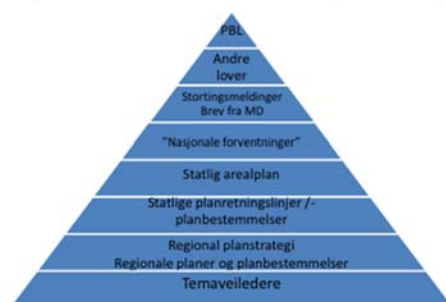 PBL
Andre
lover
Stortingsmeldinger
Brev fra MD
"Nasjonale forventninger"
Statlig arealplan
Statlige planretningslinjer /-
planbestemmelser
Regional planstrategi
Regionale planer og planbestemmelser
Temaveiledere